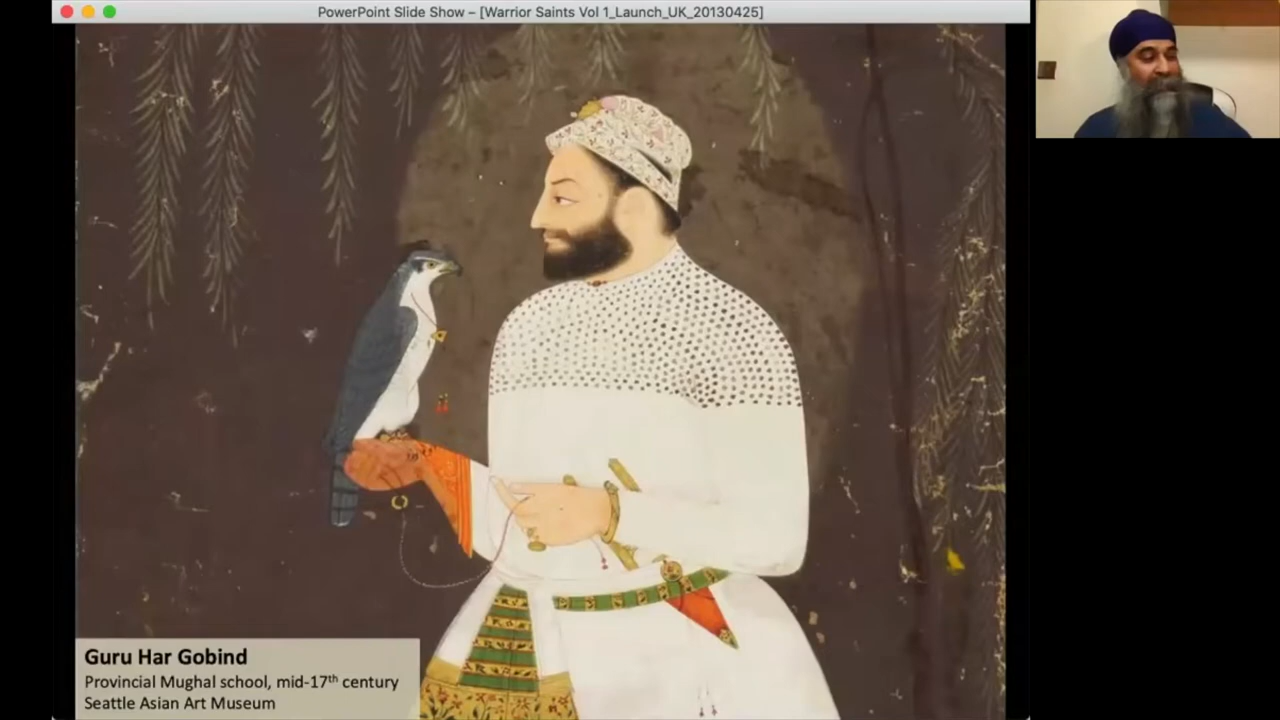 PowerPoint Slide Show – [Warrior Saints Vol 1_Launch_UK_20130425]
Guru Har Gobind
Provincial Mughal school, mid-17th century
Seattle Asian Art Museum